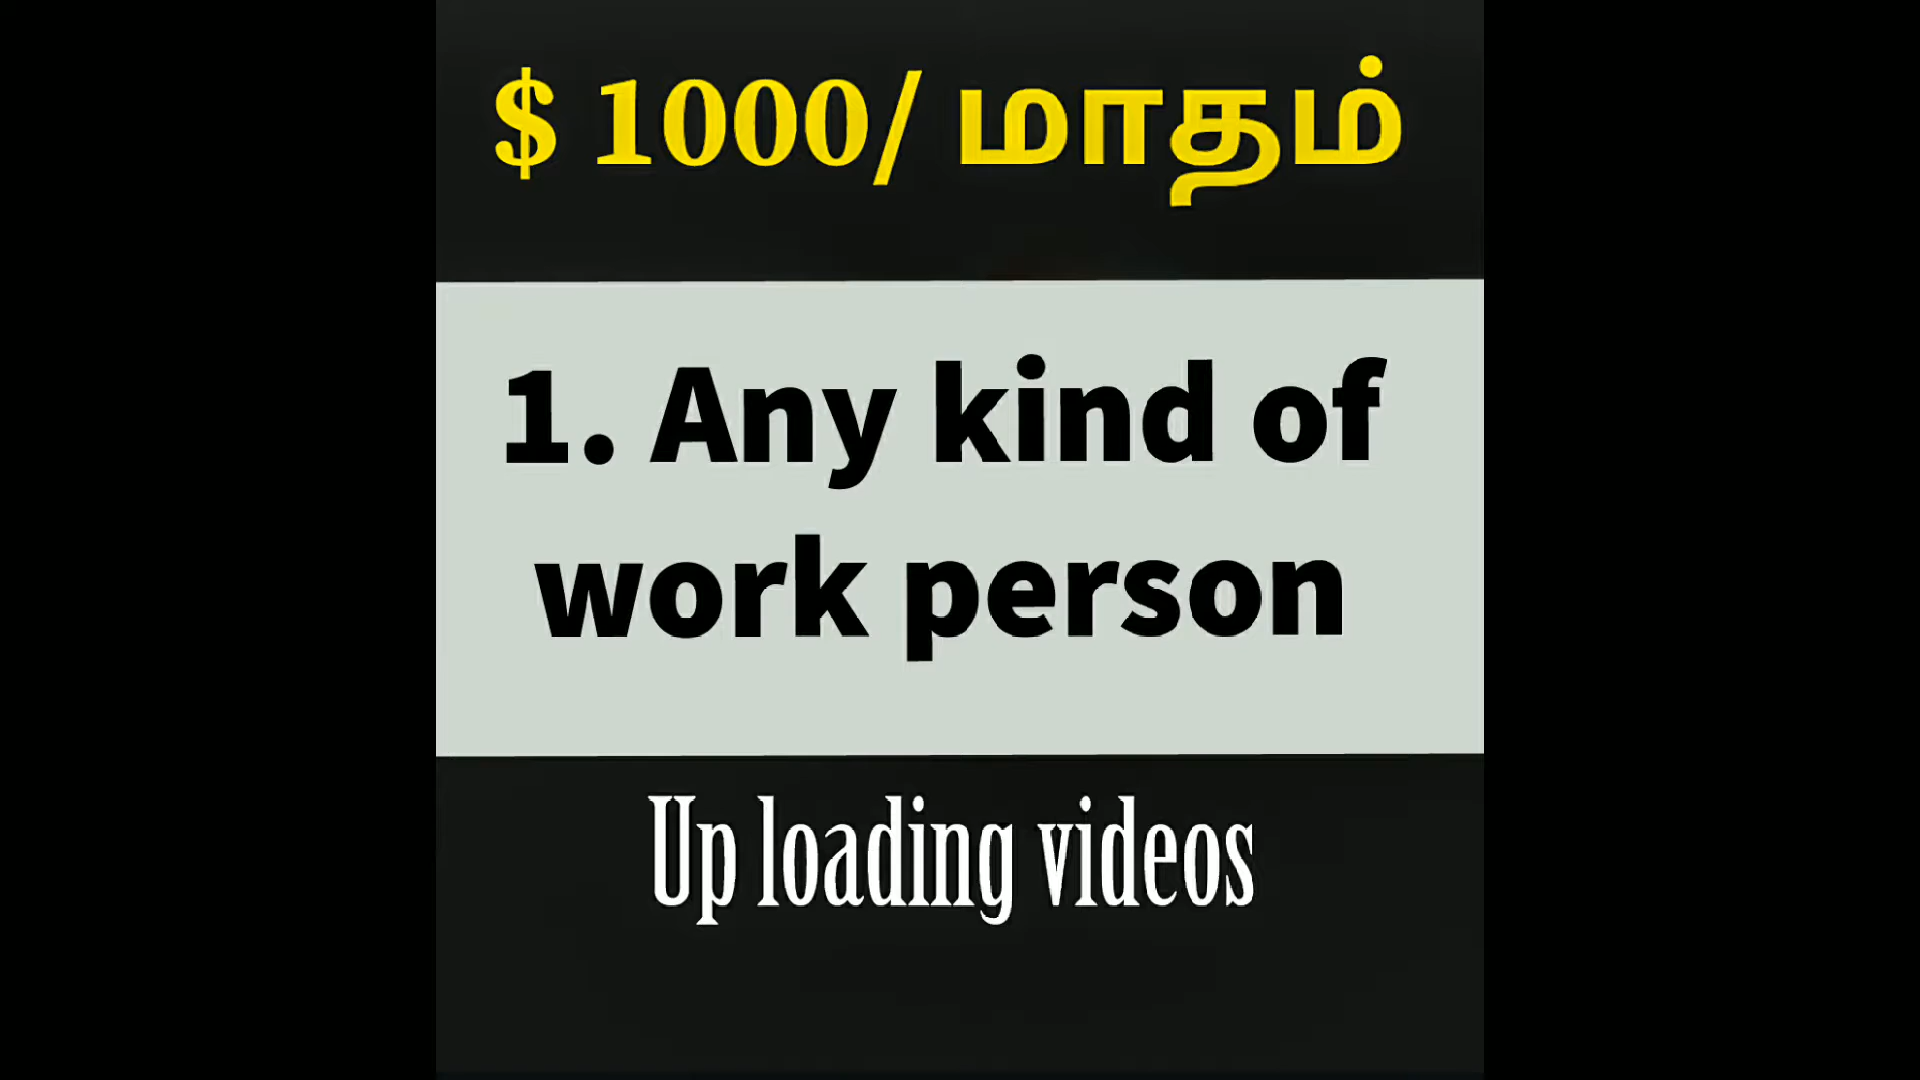 $ 1000/ மாதம்
1. Any kind of
work person
Up loading videos